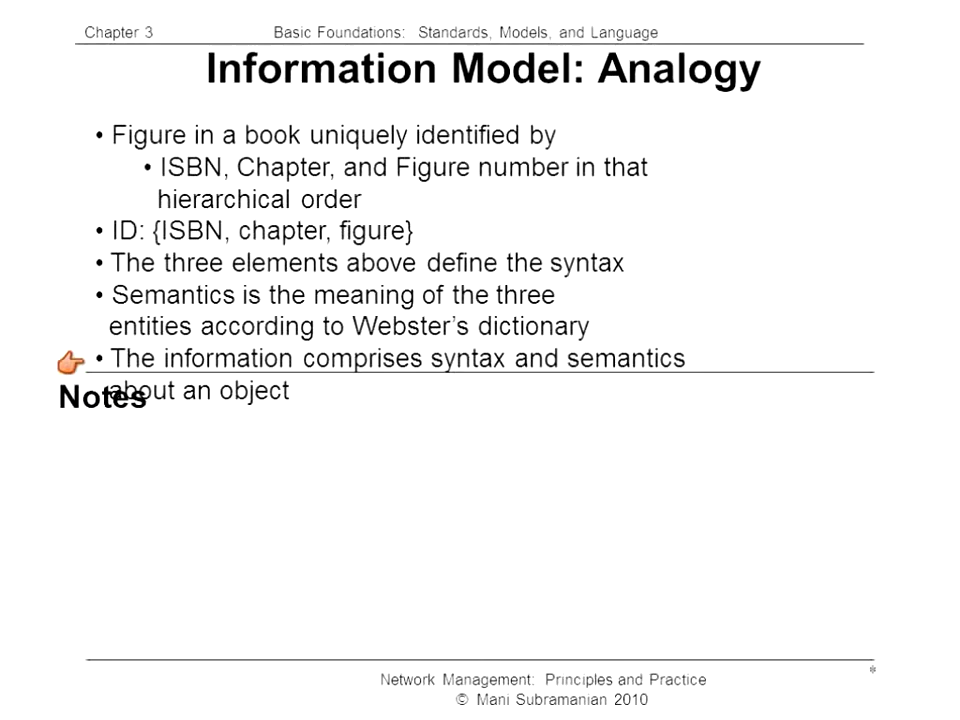 Chapter 3 Basic Foundations: Standards, Models, and Language
Information Model: Analogy
• Figure in a book uniquely identified by
• ISBN, Chapter, and Figure number in that
hierarchical order
• ID: {ISBN, chapter, figure}
• The three elements above define the syntax
• Semantics is the meaning of the three
entities according to Webster’s dictionary
• The information comprises syntax and semantics
about an object
Notes
*
Network Management: Principles and Practice
© Mani Subramanian 2010